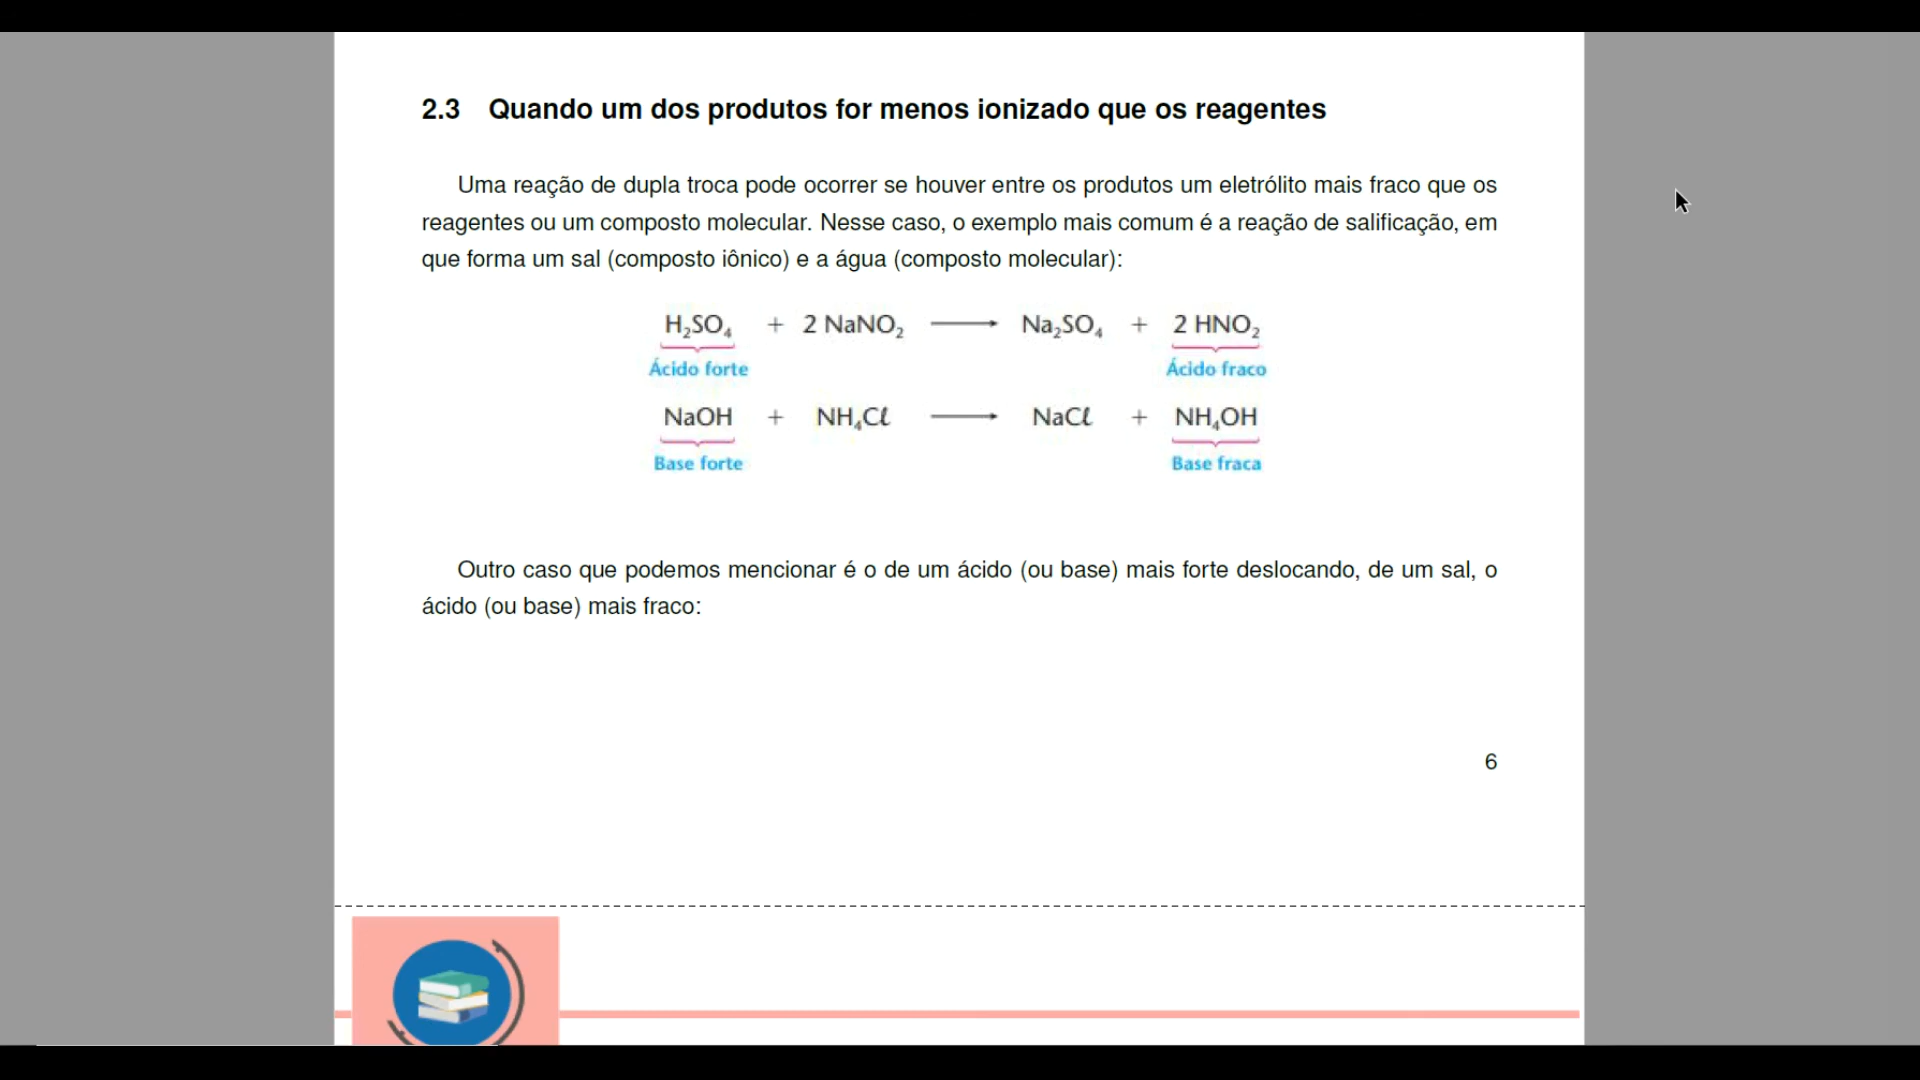 2.3 Quando um dos produtos for menos ionizado que os reagentes
Uma reação de dupla troca pode ocorrer se houver entre os produtos um eletrólito mais fraco que os
reagentes ou um composto molecular. Nesse caso, o exemplo mais comum é a reação de salificação, em
que forma um sal (composto iônico) e a água (composto molecular):
H₂SO₄ + 2 NaNO₂ ⟶ Na₂SO₄ + 2 HNO₂
Ácido forte Ácido fraco
NaOH + NH₄Cℓ ⟶ NaCℓ + NH₄OH
Base forte Base fraca
Outro caso que podemos mencionar é o de um ácido (ou base) mais forte deslocando, de um sal, o
ácido (ou base) mais fraco:
6